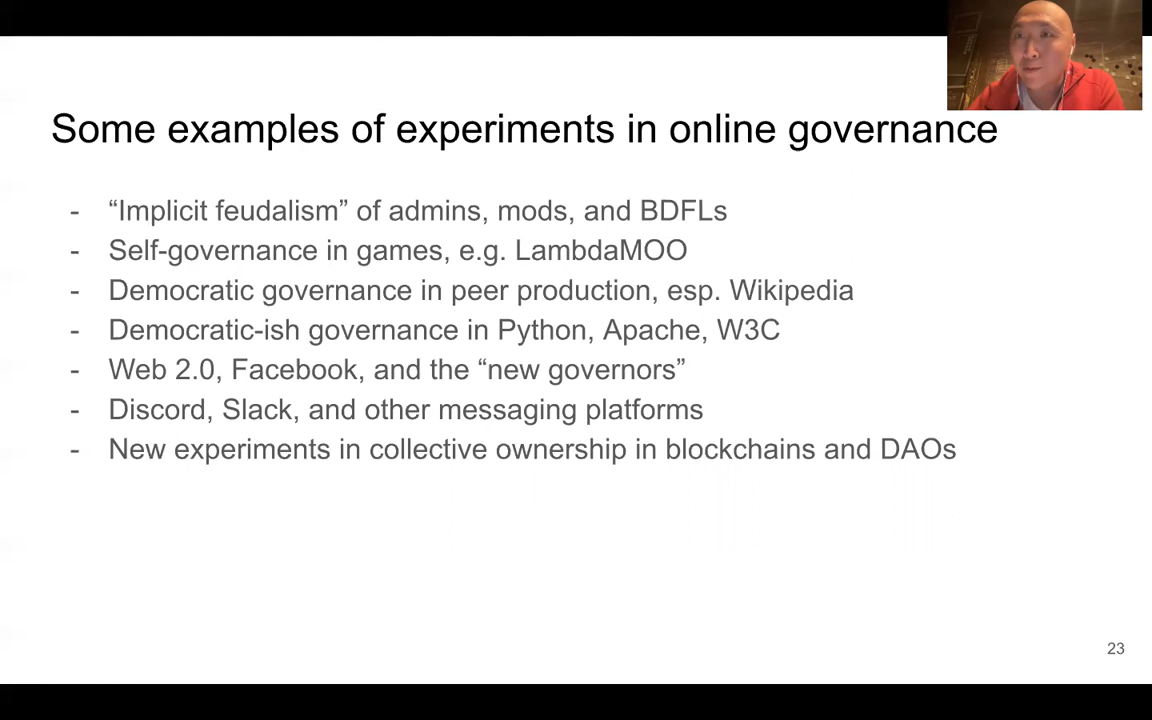 Some examples of experiments in online governance
- “Implicit feudalism” of admins, mods, and BDFLs
- Self-governance in games, e.g. LambdaMOO
- Democratic governance in peer production, esp. Wikipedia
- Democratic-ish governance in Python, Apache, W3C
- Web 2.0, Facebook, and the “new governors”
- Discord, Slack, and other messaging platforms
- New experiments in collective ownership in blockchains and DAOs
23